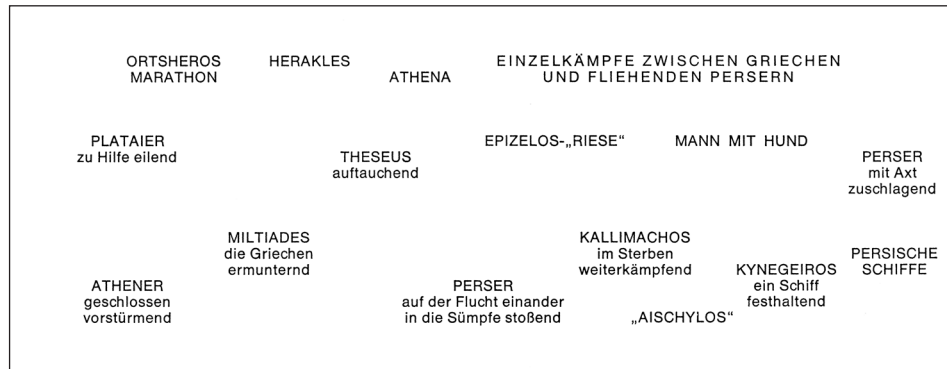 ORTSHEROS
MARATHON
HERAKLES
ATHENA
EINZELKÄMPFE ZWISCHEN GRIECHEN
UND FLIEHENDEN PERSERN
PLATAIER
zu Hilfe eilend
THESEUS
auftauchend
EPIZELOS-„RIESE“
MANN MIT HUND
PERSER
mit Axt
zuschlagend
MILTIADES
die Griechen
ermunternd
KALLIMACHOS
im Sterben
weiterkämpfend
PERSISCHE
SCHIFFE
ATHENER
geschlossen
vorstürmend
PERSER
auf der Flucht einander
in die Sümpfe stoßend
KYNEGEIROS
ein Schiff
festhaltend
„AISCHYLOS“